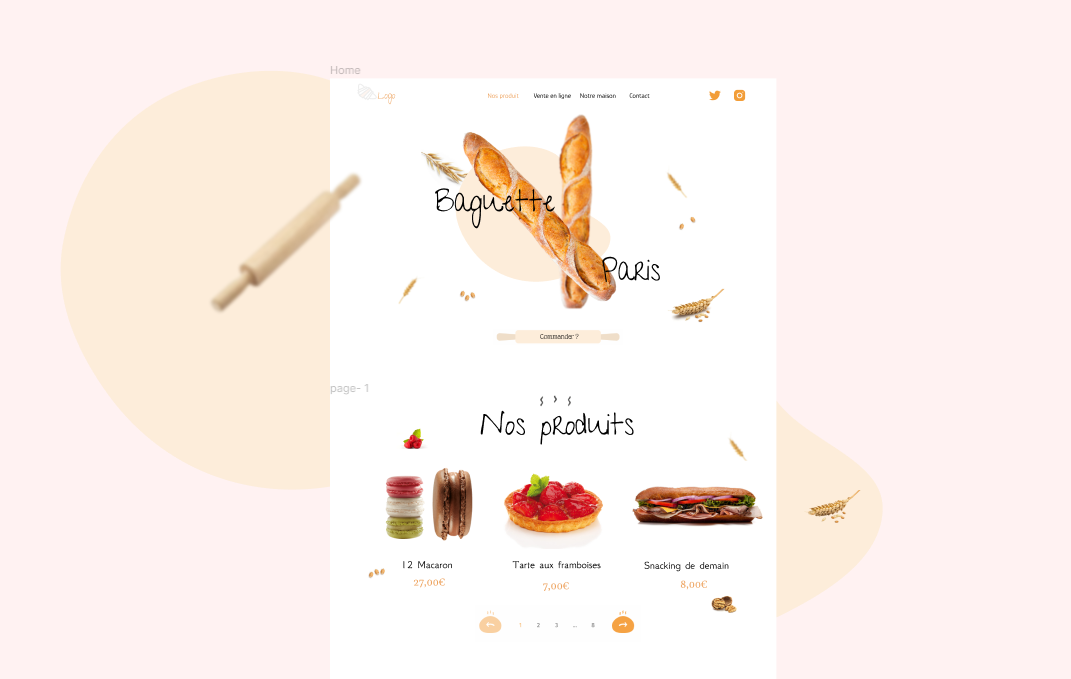 Home
Logo
Nos product Vente en ligne Notre maison Contact
Baguette
Paris
Commander ?
page- 1
Nos produits
12 Macaron
27,00€
Tarte aux framboises
7,00€
Snacking de demain
8,00€
1 2 3 ... 8